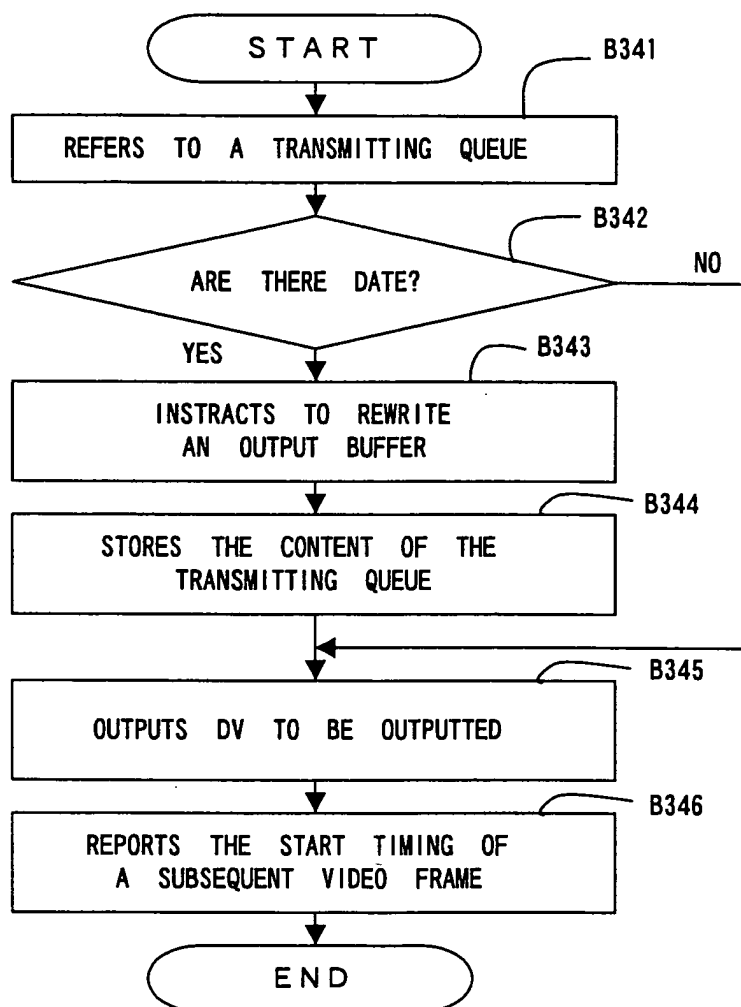 START
B341
REFERS TO A TRANSMITTING QUEUE
B342
ARE THERE DATE?
NO
YES
B343
INSTRACTS TO REWRITE
AN OUTPUT BUFFER
B344
STORES THE CONTENT OF THE
TRANSMITTING QUEUE
B345
OUTPUTS DV TO BE OUTPUTTED
B346
REPORTS THE START TIMING OF
A SUBSEQUENT VIDEO FRAME
END